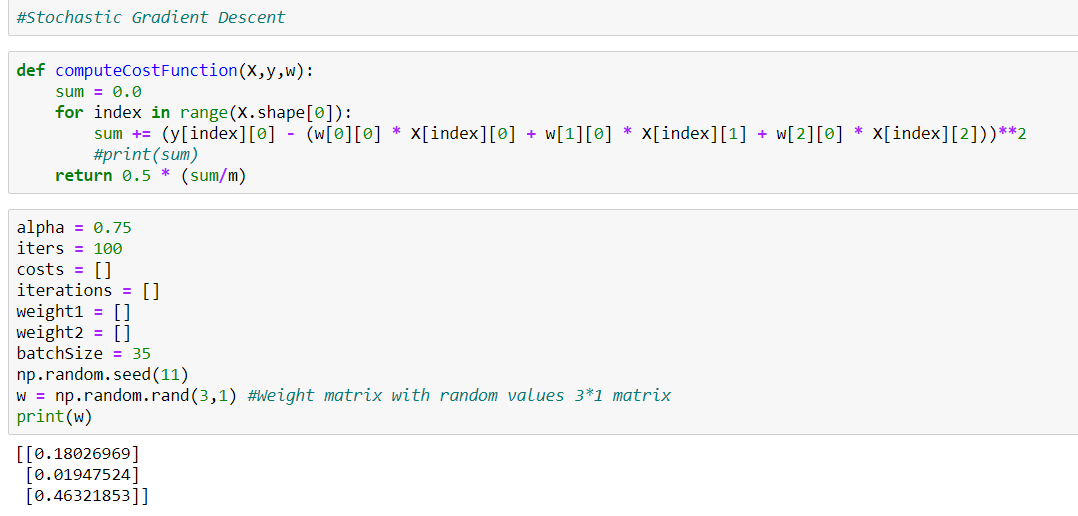 #Stochastic Gradient Descent
def computeCostFunction(X,y,w):
    sum = 0.0
    for index in range(X.shape[0]):
        sum += (y[index][0] - (w[0][0] * X[index][0] + w[1][0] * X[index][1] + w[2][0] * X[index][2]))**2
        #print(sum)
    return 0.5 * (sum/m)
alpha = 0.75
iters = 100
costs = []
iterations = []
weight1 = []
weight2 = []
batchSize = 35
np.random.seed(11)
w = np.random.rand(3,1) #Weight matrix with random values 3*1 matrix
print(w)
[[0.18026969]
 [0.01947524]
 [0.46321853]]